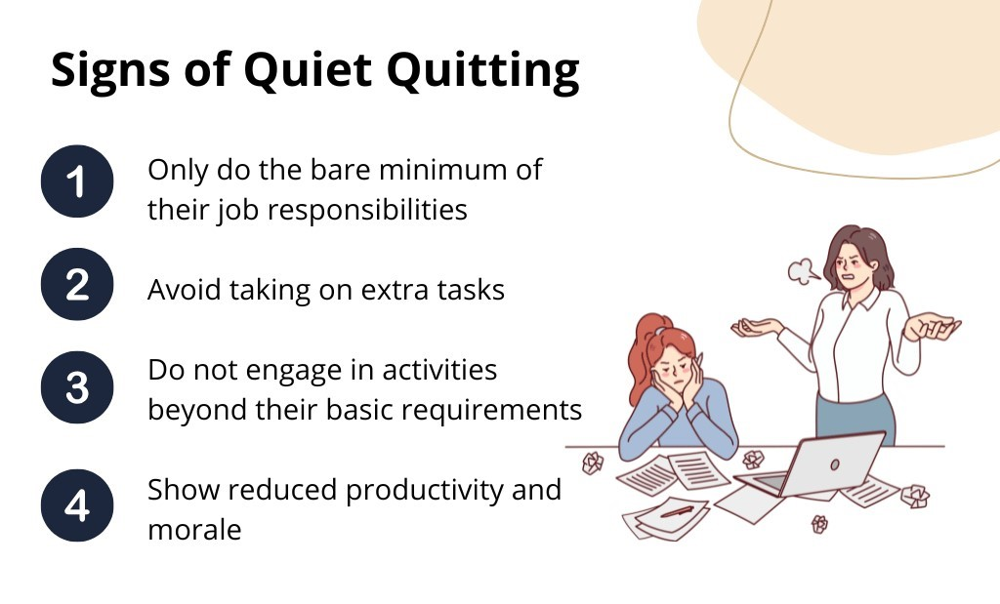 Signs of Quiet Quitting
1
Only do the bare minimum of
their job responsibilities
2
Avoid taking on extra tasks
3
Do not engage in activities
beyond their basic requirements
4
Show reduced productivity and
morale